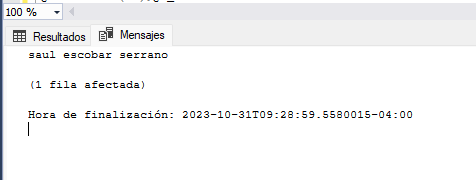 100 %
Resultados Mensajes
saul escobar serrano
(1 fila afectada)
Hora de finalización: 2023-10-31T09:28:59.5580015-04:00